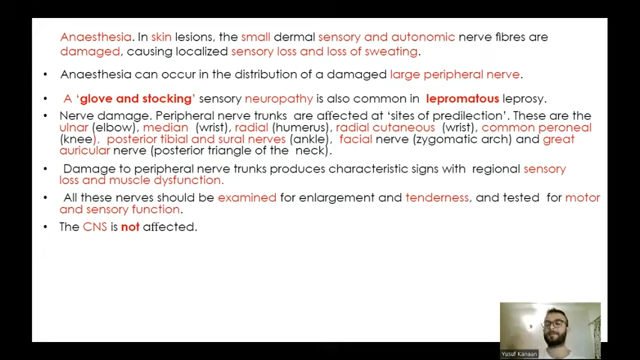 Anaesthesia. In skin lesions, the small dermal sensory and autonomic nerve fibres are
damaged, causing localized sensory loss and loss of sweating.
• Anaesthesia can occur in the distribution of a damaged large peripheral nerve.
• A ‘glove and stocking’ sensory neuropathy is also common in lepromatous leprosy.
• Nerve damage. Peripheral nerve trunks are affected at ‘sites of predilection’. These are the
ulnar (elbow), median (wrist), radial (humerus), radial cutaneous (wrist), common peroneal
(knee), posterior tibial and sural nerves (ankle), facial nerve (zygomatic arch) and great
auricular nerve (posterior triangle of the neck).
• Damage to peripheral nerve trunks produces characteristic signs with regional sensory
loss and muscle dysfunction.
• All these nerves should be examined for enlargement and tenderness, and tested for motor
and sensory function.
• The CNS is not affected.
Yusuf Kanaan